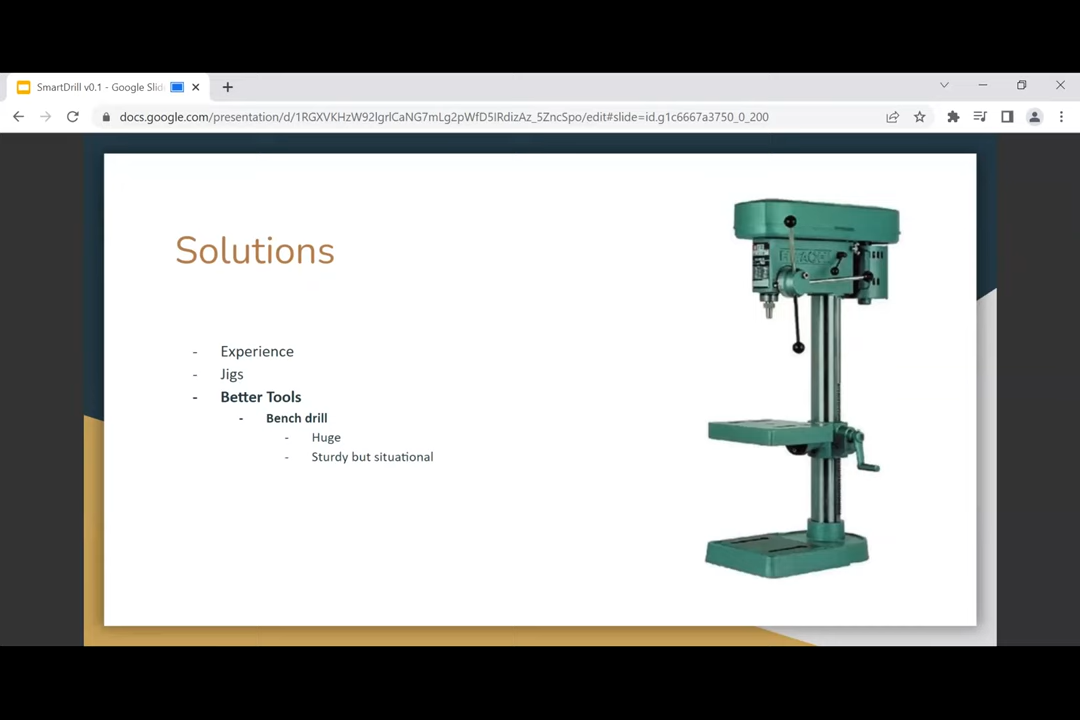 SmartDrill v0.1 - Google Slid
docs.google.com/presentation/d/1RGXVKHzW92IgrlCaNG7mLg2pWfD5lRdizAz_5ZncSpo/edit#slide=id.g1c6667a3750_0_200
Solutions
- Experience
- Jigs
- Better Tools
- Bench drill
- Huge
- Sturdy but situational